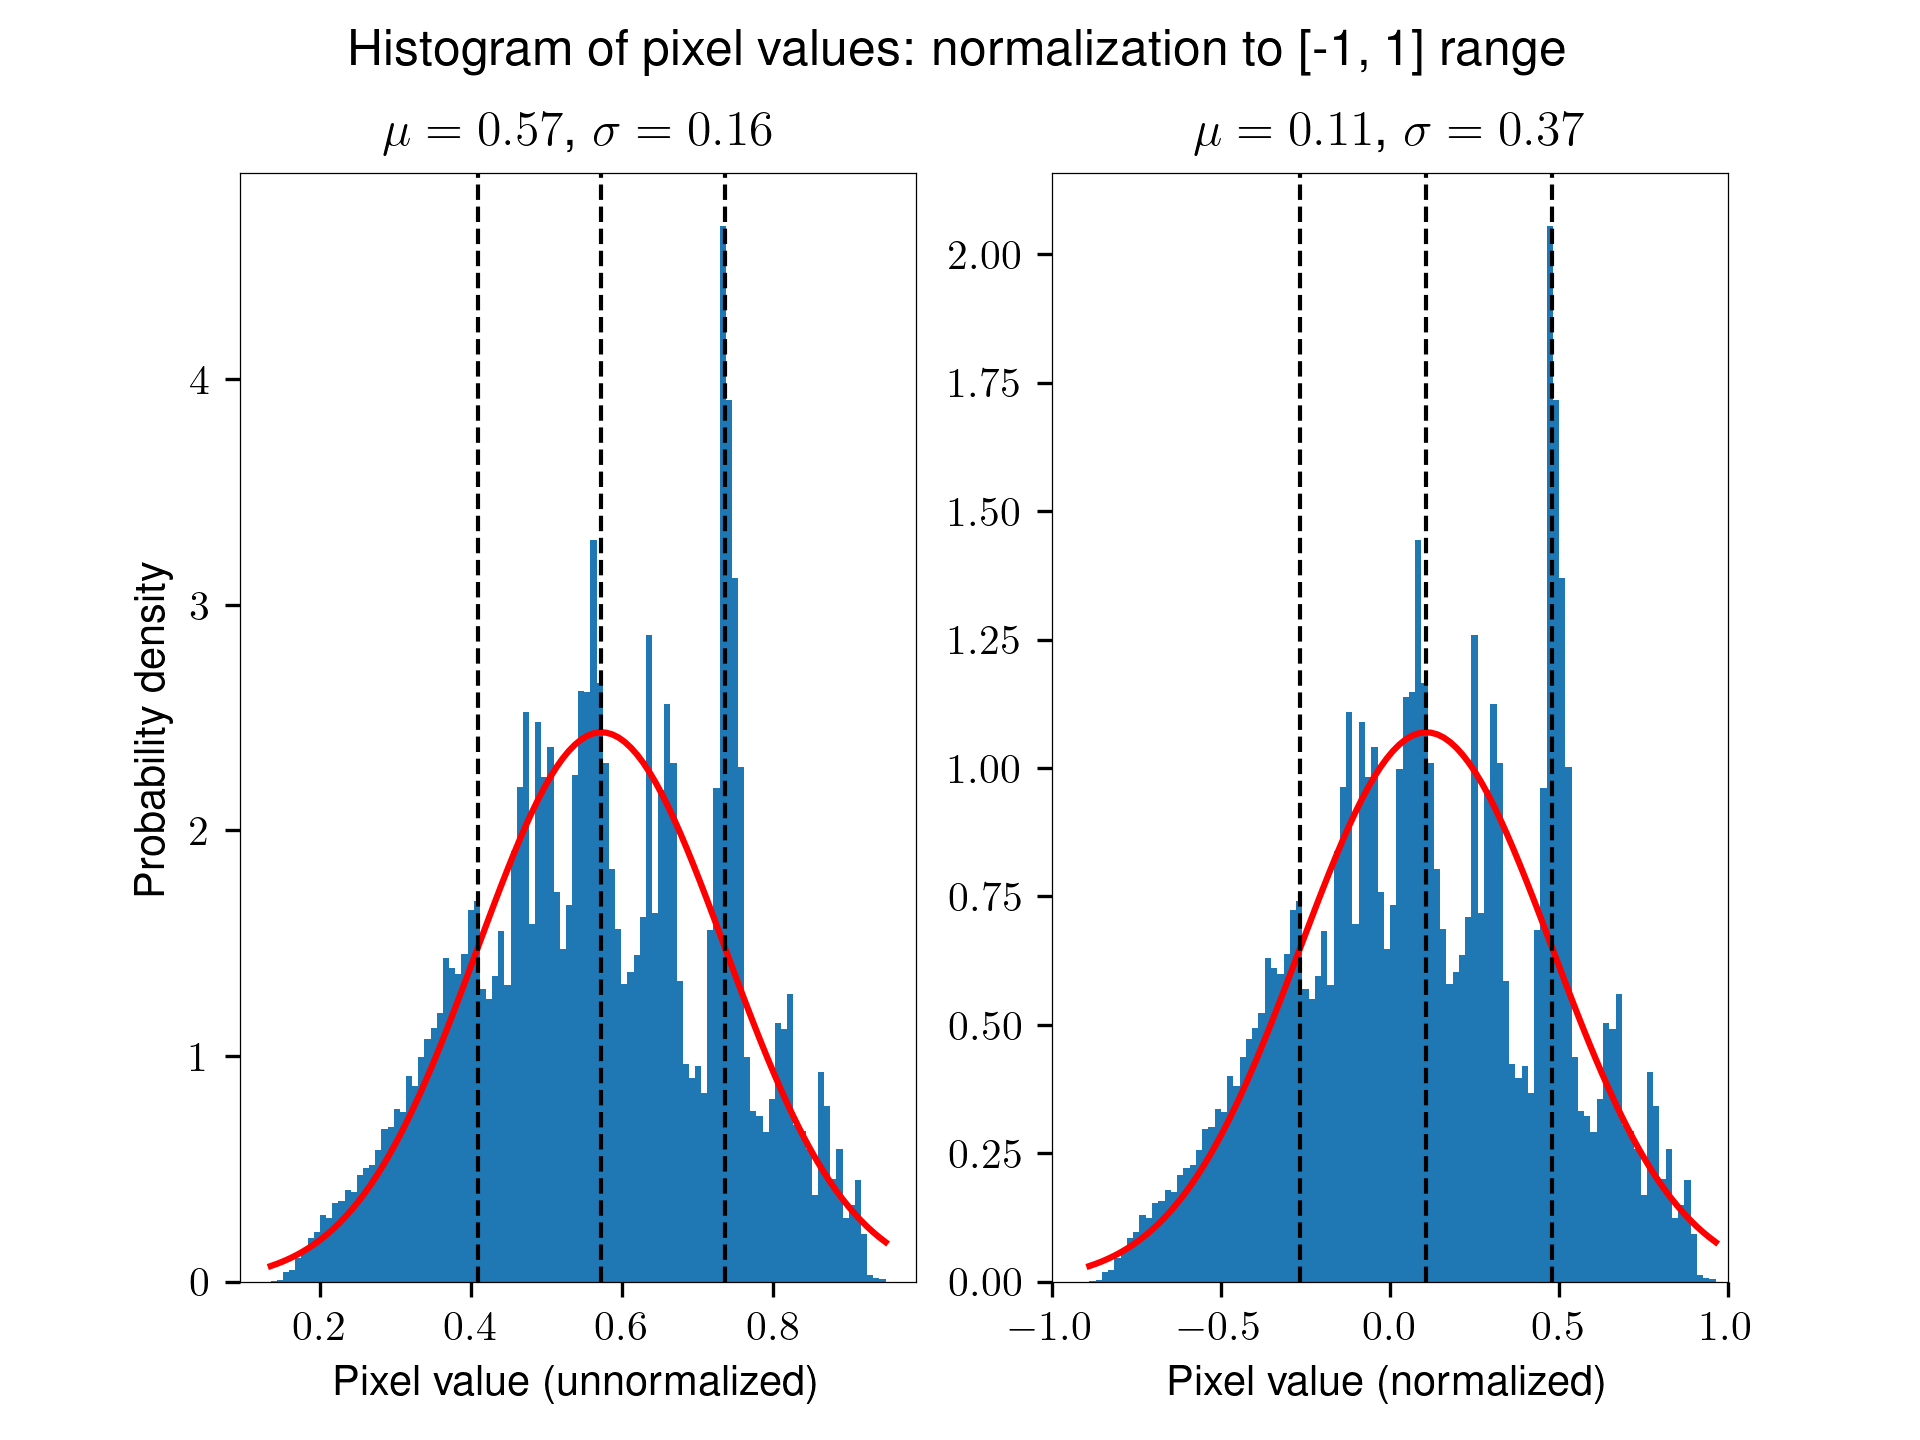 Histogram of pixel values: normalization to [-1, 1] range
μ = 0.57, σ = 0.16
μ = 0.11, σ = 0.37
Probability density
4
3
2
1
0
0.2 0.4 0.6 0.8
Pixel value (unnormalized)
2.00
1.75
1.50
1.25
1.00
0.75
0.50
0.25
0.00
−1.0 −0.5 0.0 0.5 1.0
Pixel value (normalized)